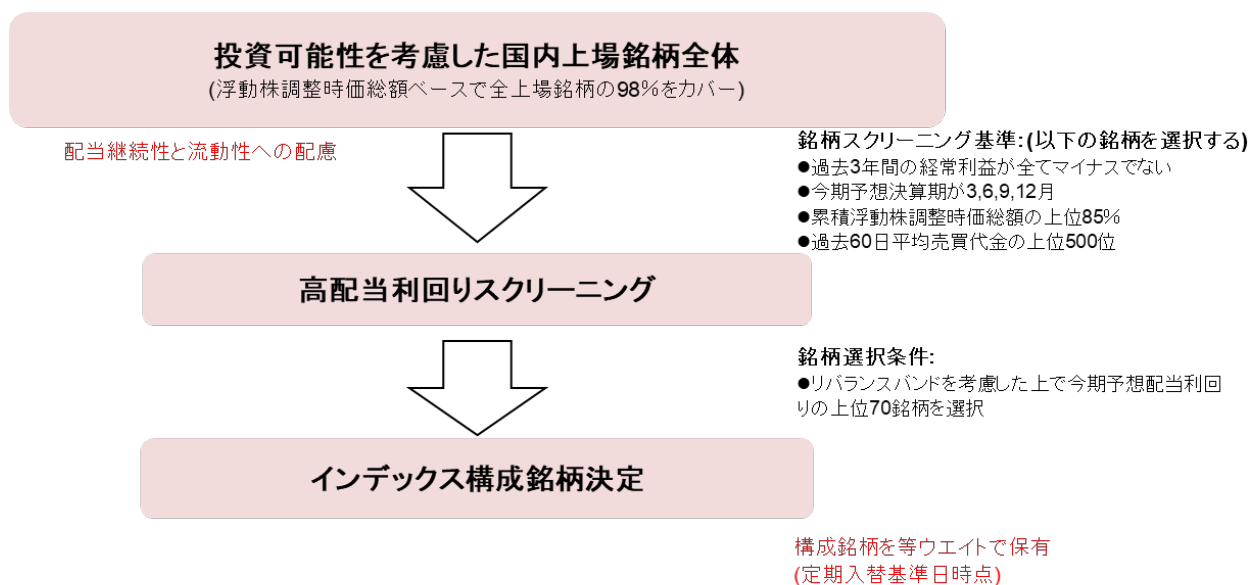 投資可能性を考慮した国内上場銘柄全体
(浮動株調整時価総額ベースで全上場銘柄の98%をカバー)
配当継続性と流動性への配慮
銘柄スクリーニング基準:(以下の銘柄を選択する)
●過去3年間の経常利益が全てマイナスでない
●今期予想決算期が3,6,9,12月
●累積浮動株調整時価総額の上位85%
●過去60日平均売買代金の上位500位
高配当利回りスクリーニング
銘柄選択条件:
●リバランスバンドを考慮した上で今期予想配当利回
りの上位70銘柄を選択
インデックス構成銘柄決定
構成銘柄を等ウエイトで保有
(定期入替基準日時点)